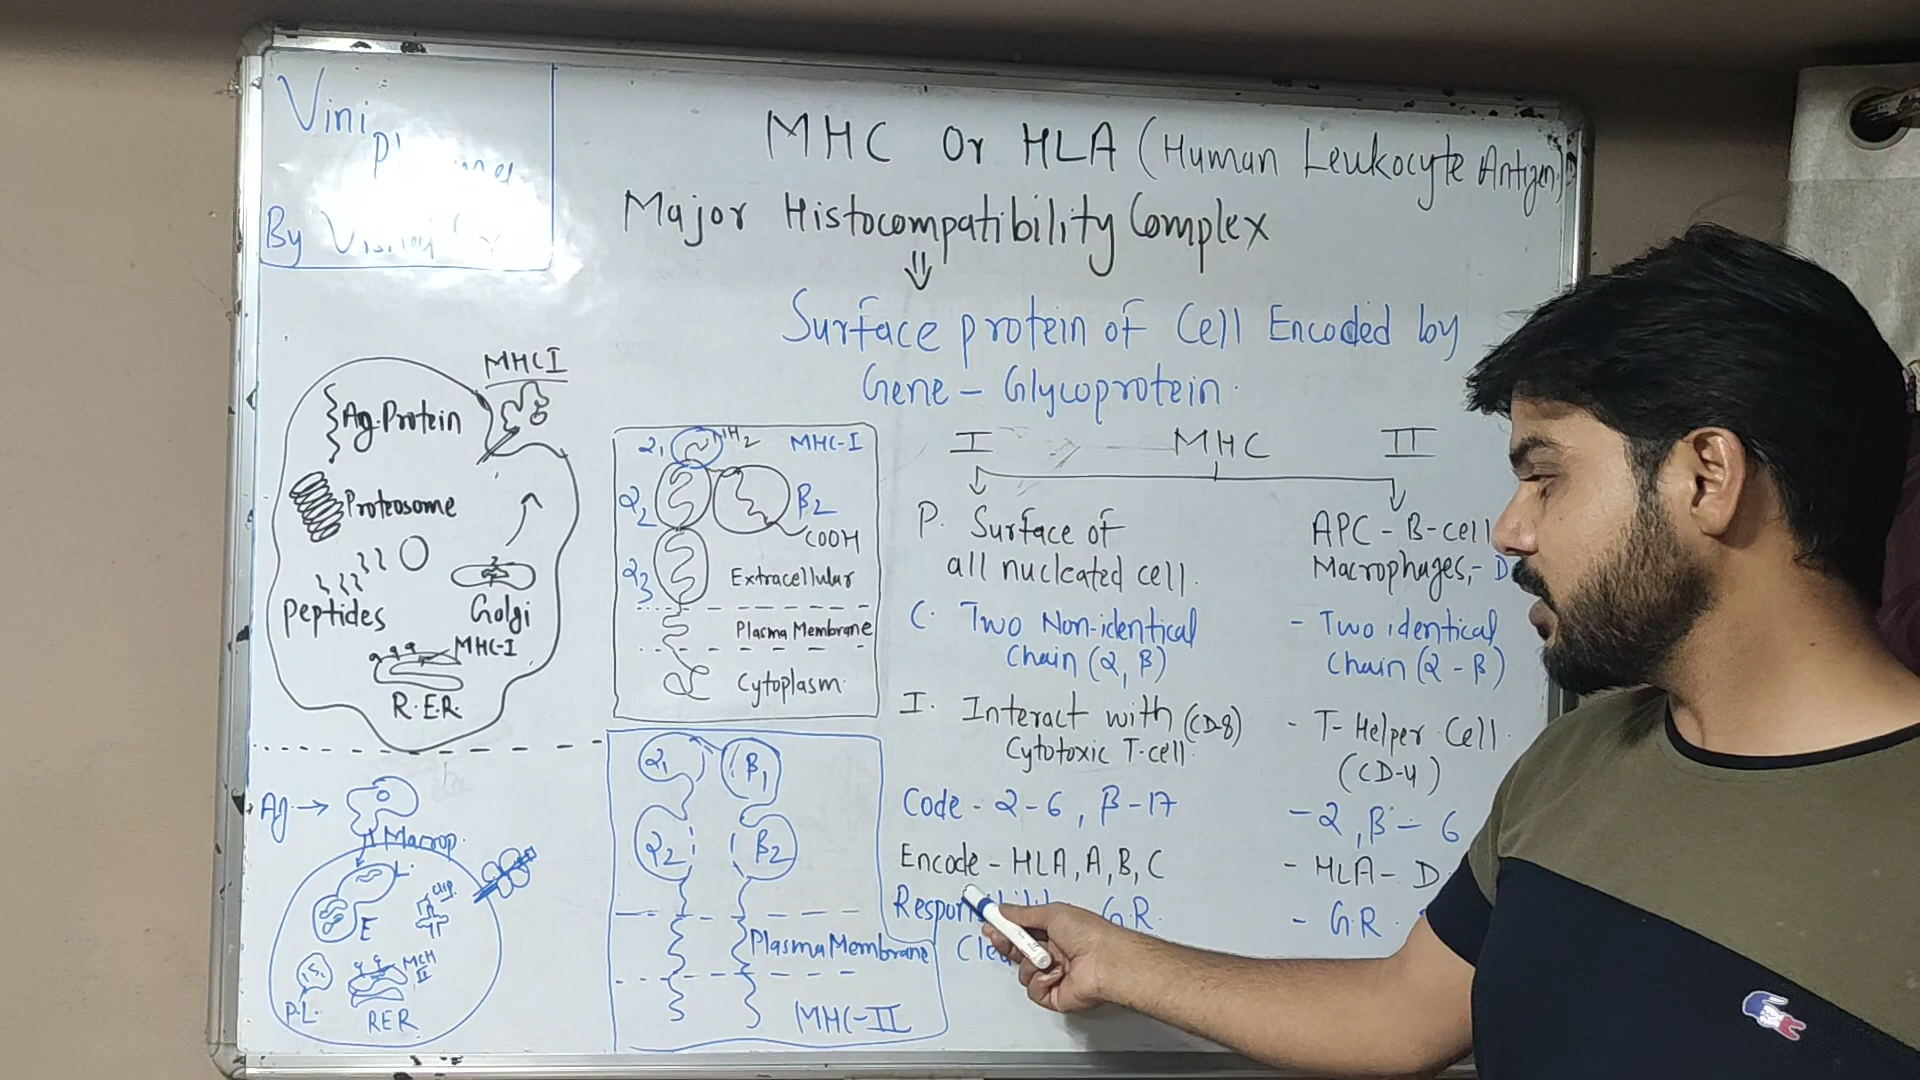 Vini
By
MHC Or HLA (Human Leukocyte Antigen)
Major Histocompatibility Complex
⇓
Surface protein of Cell Encoded by
Gene - Glycoprotein.
MHCI
Ag.Protein
Proteosome
Peptides
Golgi
MHC-I
R.E.R.
α1 NH2 MHC-I
α2 β2
COOH
α3 Extracellular
Plasma Membrane
Cytoplasm.
I MHC II
P. Surface of
all nucleated cell.
APC - B-cell
Macrophages, - D
C. Two Non-identical
Chain (α, β)
- Two identical
Chain (α - β)
I. Interact with (CD-8)
Cytotoxic T-cell.
- T-Helper Cell.
(CD-4)
Code - α-6, β-17
- α, β - 6
Encode - HLA, A, B, C
- HLA - D
G.R.
- G.R.
Ag →
Macrop.
L.
E
Clip.
MCH
II
P.L.
RER
α1 β1
α2 β2
Plasma Membrane
MHC-II